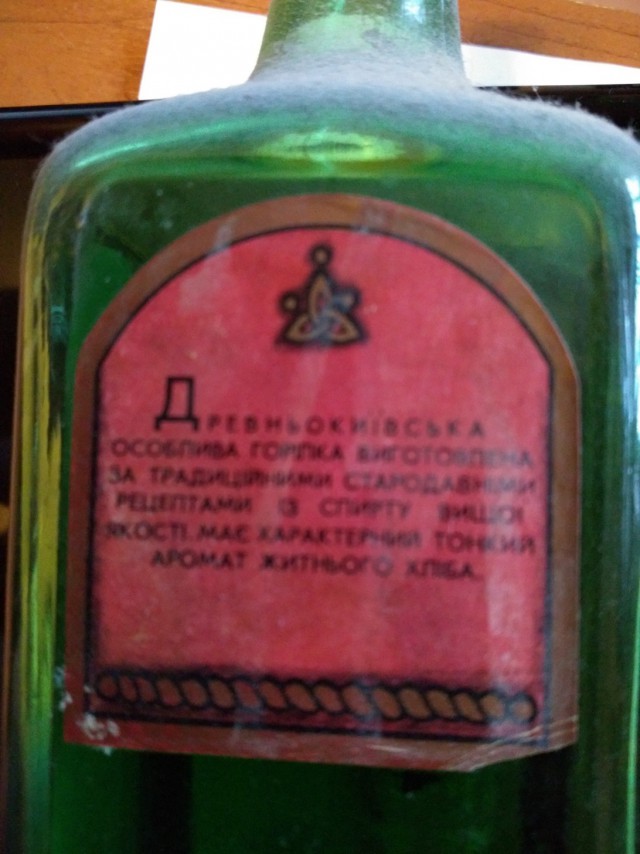 ДРЕВНЬОКИЇВСЬКА
ОСОБЛИВА ГОРІЛКА ВИГОТОВЛЕНА
ЗА ТРАДИЦІЙНИМИ СТАРОДАВНІМИ
РЕЦЕПТАМИ ІЗ СПИРТУ ВИЩОЇ
ЯКОСТІ. МАЄ ХАРАКТЕРНИЙ ТОНКИЙ
АРОМАТ ЖИТНЬОГО ХЛІБА.